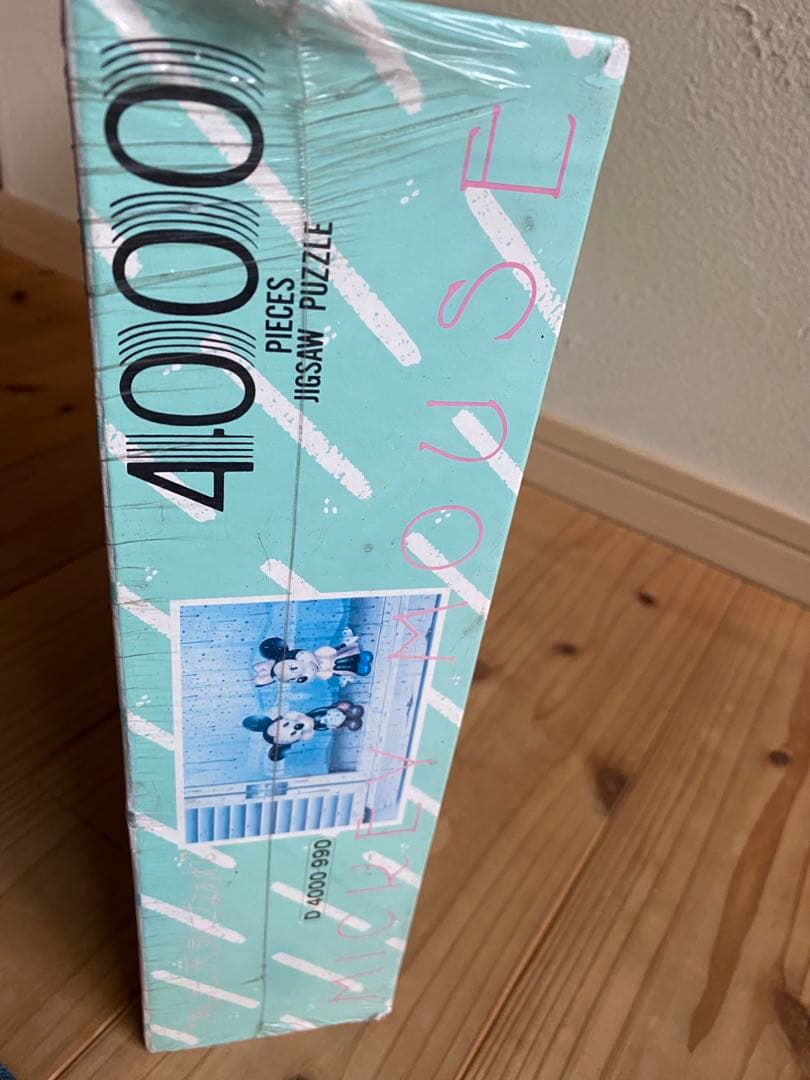 4000
PIECES
JIGSAW PUZZLE
MICKEY MOUSE
D 4000 990